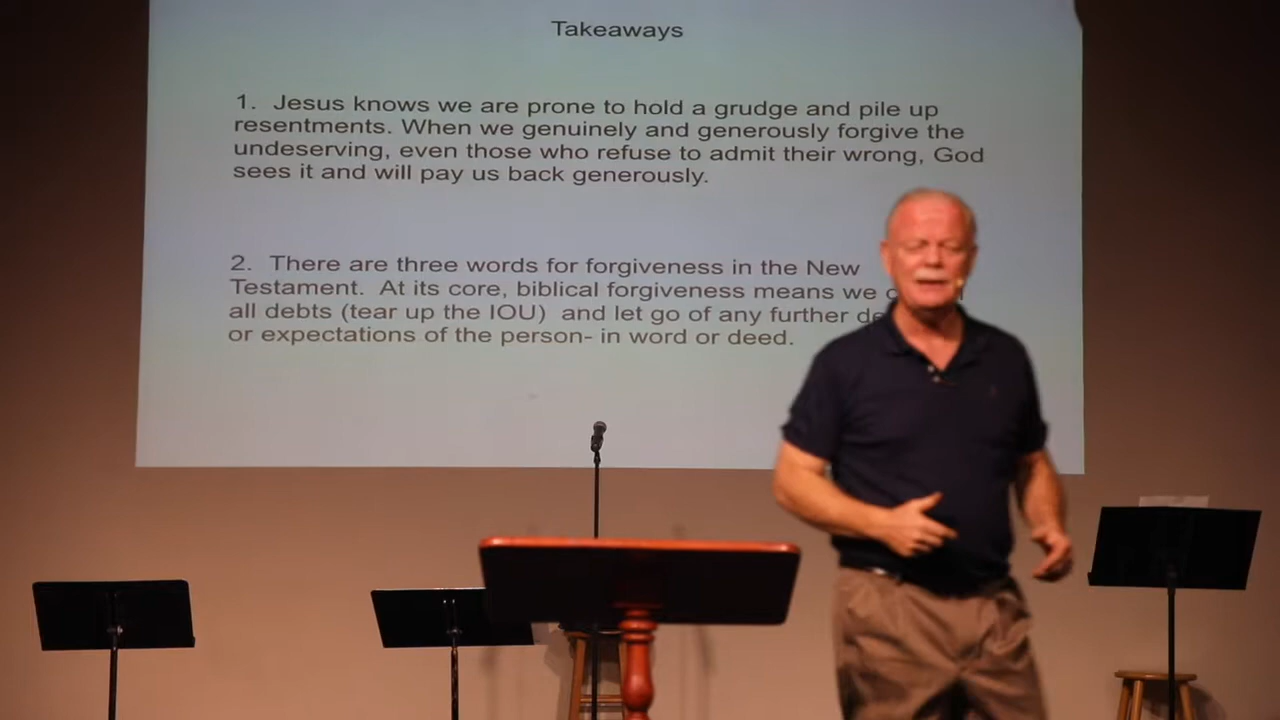 Takeaways
1. Jesus knows we are prone to hold a grudge and pile up
resentments. When we genuinely and generously forgive the
undeserving, even those who refuse to admit their wrong, God
sees it and will pay us back generously.
2. There are three words for forgiveness in the New
Testament. At its core, biblical forgiveness means we
all debts (tear up the IOU) and let go of any further
or expectations of the person- in word or deed.